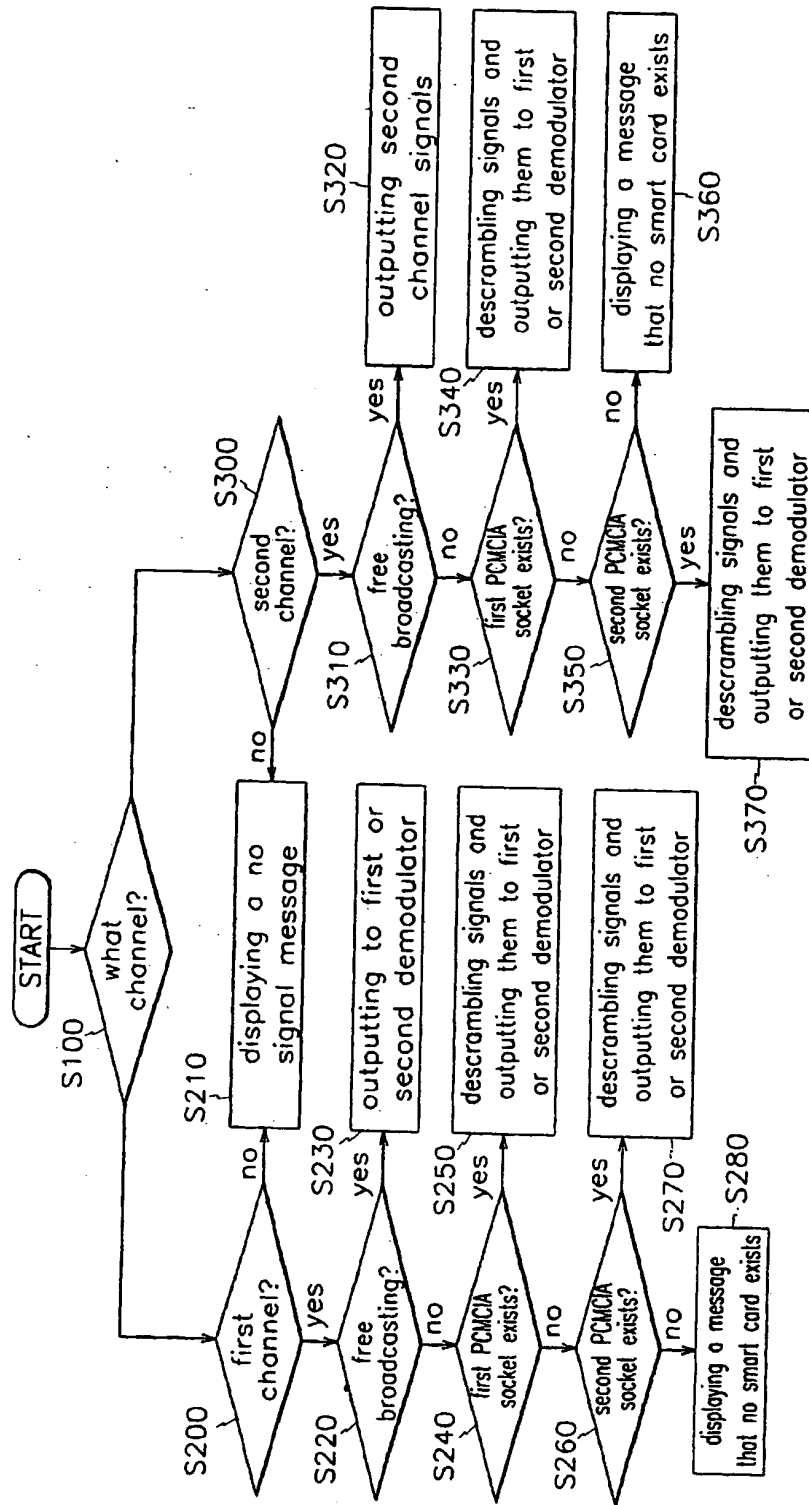 START
what
channel?
S100
first
channel?
S200
no
yes
displaying a no
signal message
S210
free
broadcasting?
S220
yes
no
outputting to first or
second demodulator
S230
first PCMCIA
socket exists?
S240
yes
no
descrambling signals and
outputting them to first
or second demodulator
S250
second PCMCIA
socket exists?
S260
yes
no
descrambling signals and
outputting them to first
or second demodulator
S270
displaying a message
that no smart card exists
S280
second
channel?
S300
no
yes
free
broadcasting?
S310
yes
no
outputting second
channel signals
S320
first PCMCIA
socket exists?
S330
yes
no
descrambling signals and
outputting them to first
or second demodulator
S340
second PCMCIA
socket exists?
S350
no
yes
displaying a message
that no smart card exists
S360
descrambling signals and
outputting them to first
or second demodulator
S370